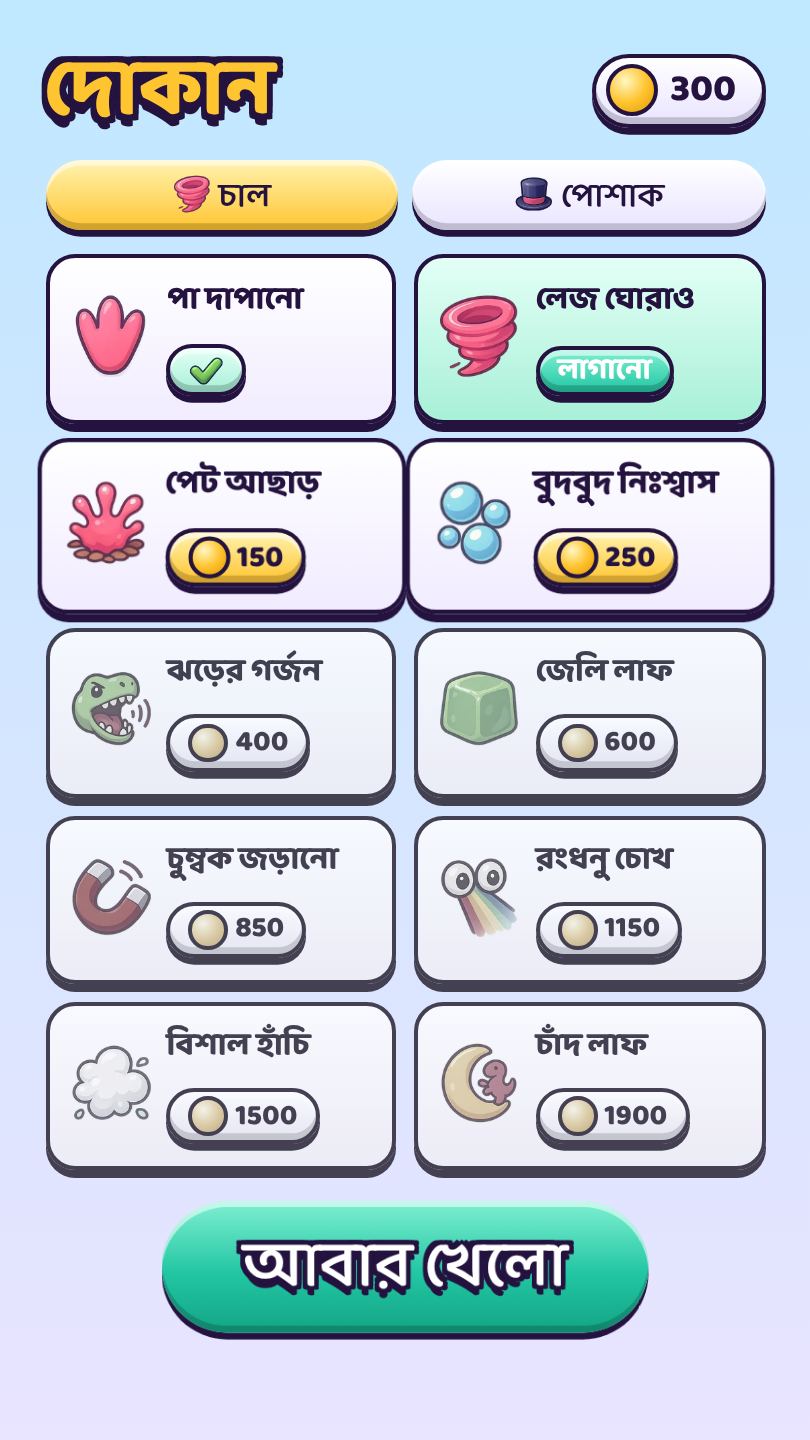 দোকান
300
চাল
পোশাক
পা দাপানো
লেজ ঘোরাও
লাগানো
পেট আছাড়
বুদবুদ নিঃশ্বাস
150
250
ঝড়ের গর্জন
জেলি লাফ
400
600
চুম্বক জড়ানো
রংধনু চোখ
850
1150
বিশাল হাঁচি
চাঁদ লাফ
1500
1900
আবার খেলো